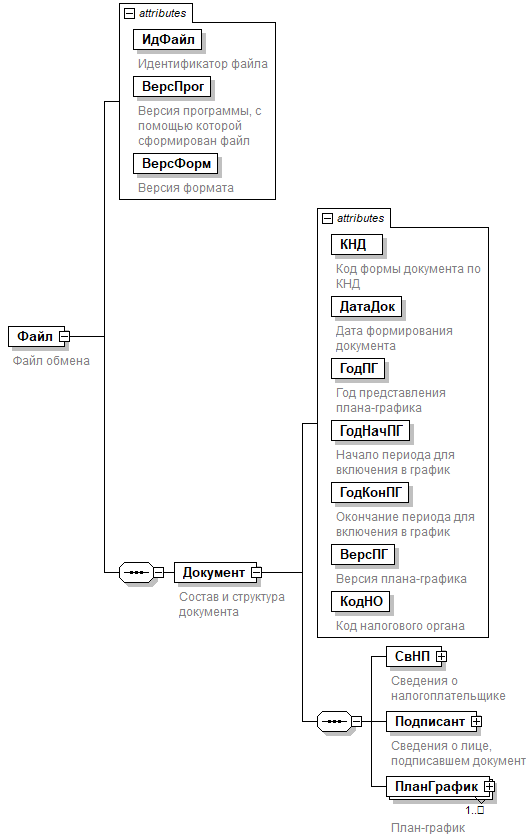 attributes
ИдФайл
Идентификатор файла
ВерсПрог
Версия программы, с
помощью которой
сформирован файл
ВерсФорм
Версия формата
Файл
Файл обмена
Документ
Состав и структура
документа
attributes
КНД
Код формы документа по
КНД
ДатаДок
Дата формирования
документа
ГодПГ
Год представления
плана-графика
ГодНачПГ
Начало периода для
включения в график
ГодКонПГ
Окончание периода для
включения в график
ВерсПГ
Версия плана-графика
КодНО
Код налогового органа
СвНП
Сведения о
налогоплательщике
Подписант
Сведения о лице,
подписавшем документ
ПланГрафик
1..□
План-график